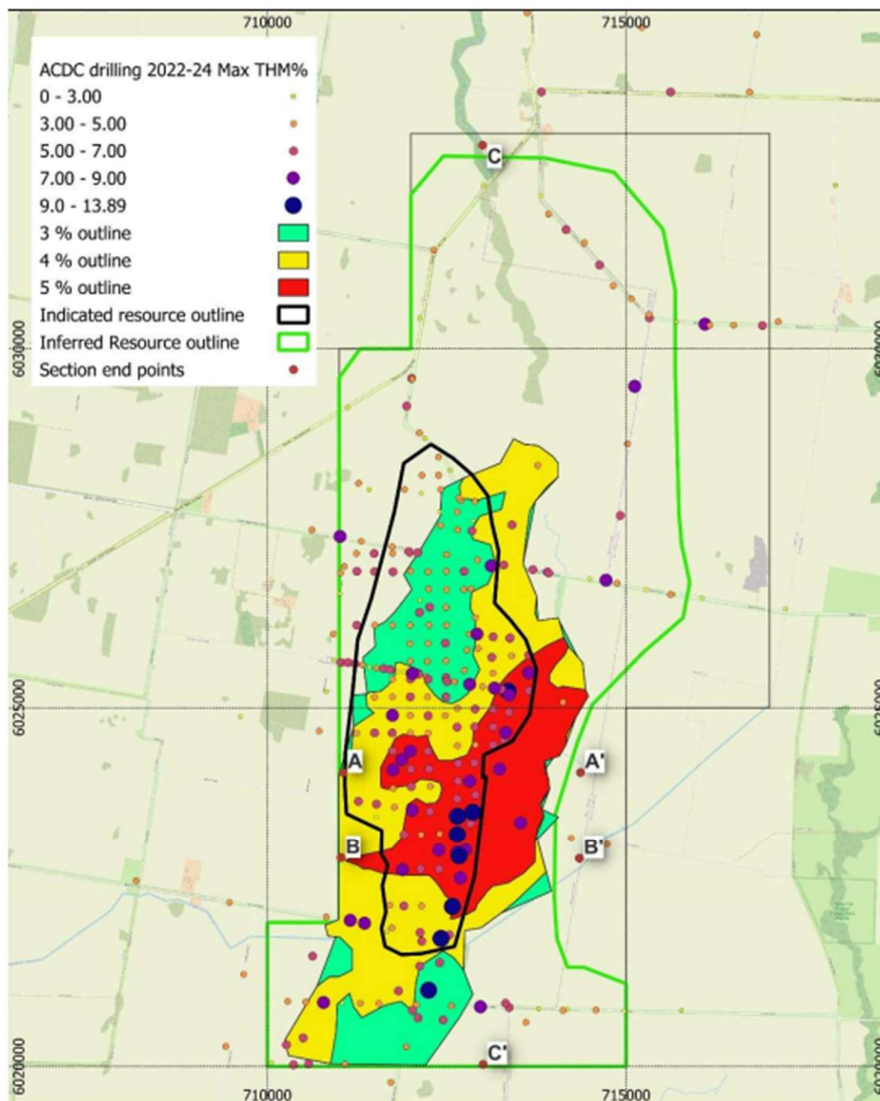 710000
715000
ACDC drilling 2022-24 Max THM%
0 - 3.00
3.00 - 5.00
5.00 - 7.00
7.00 - 9.00
9.0 - 13.89
3 % outline
4 % outline
5 % outline
Indicated resource outline
Inferred Resource outline
Section end points
C
6030000
6030000
6025000
6025000
A
A'
B
B'
C'
6020000
6020000
710000
715000